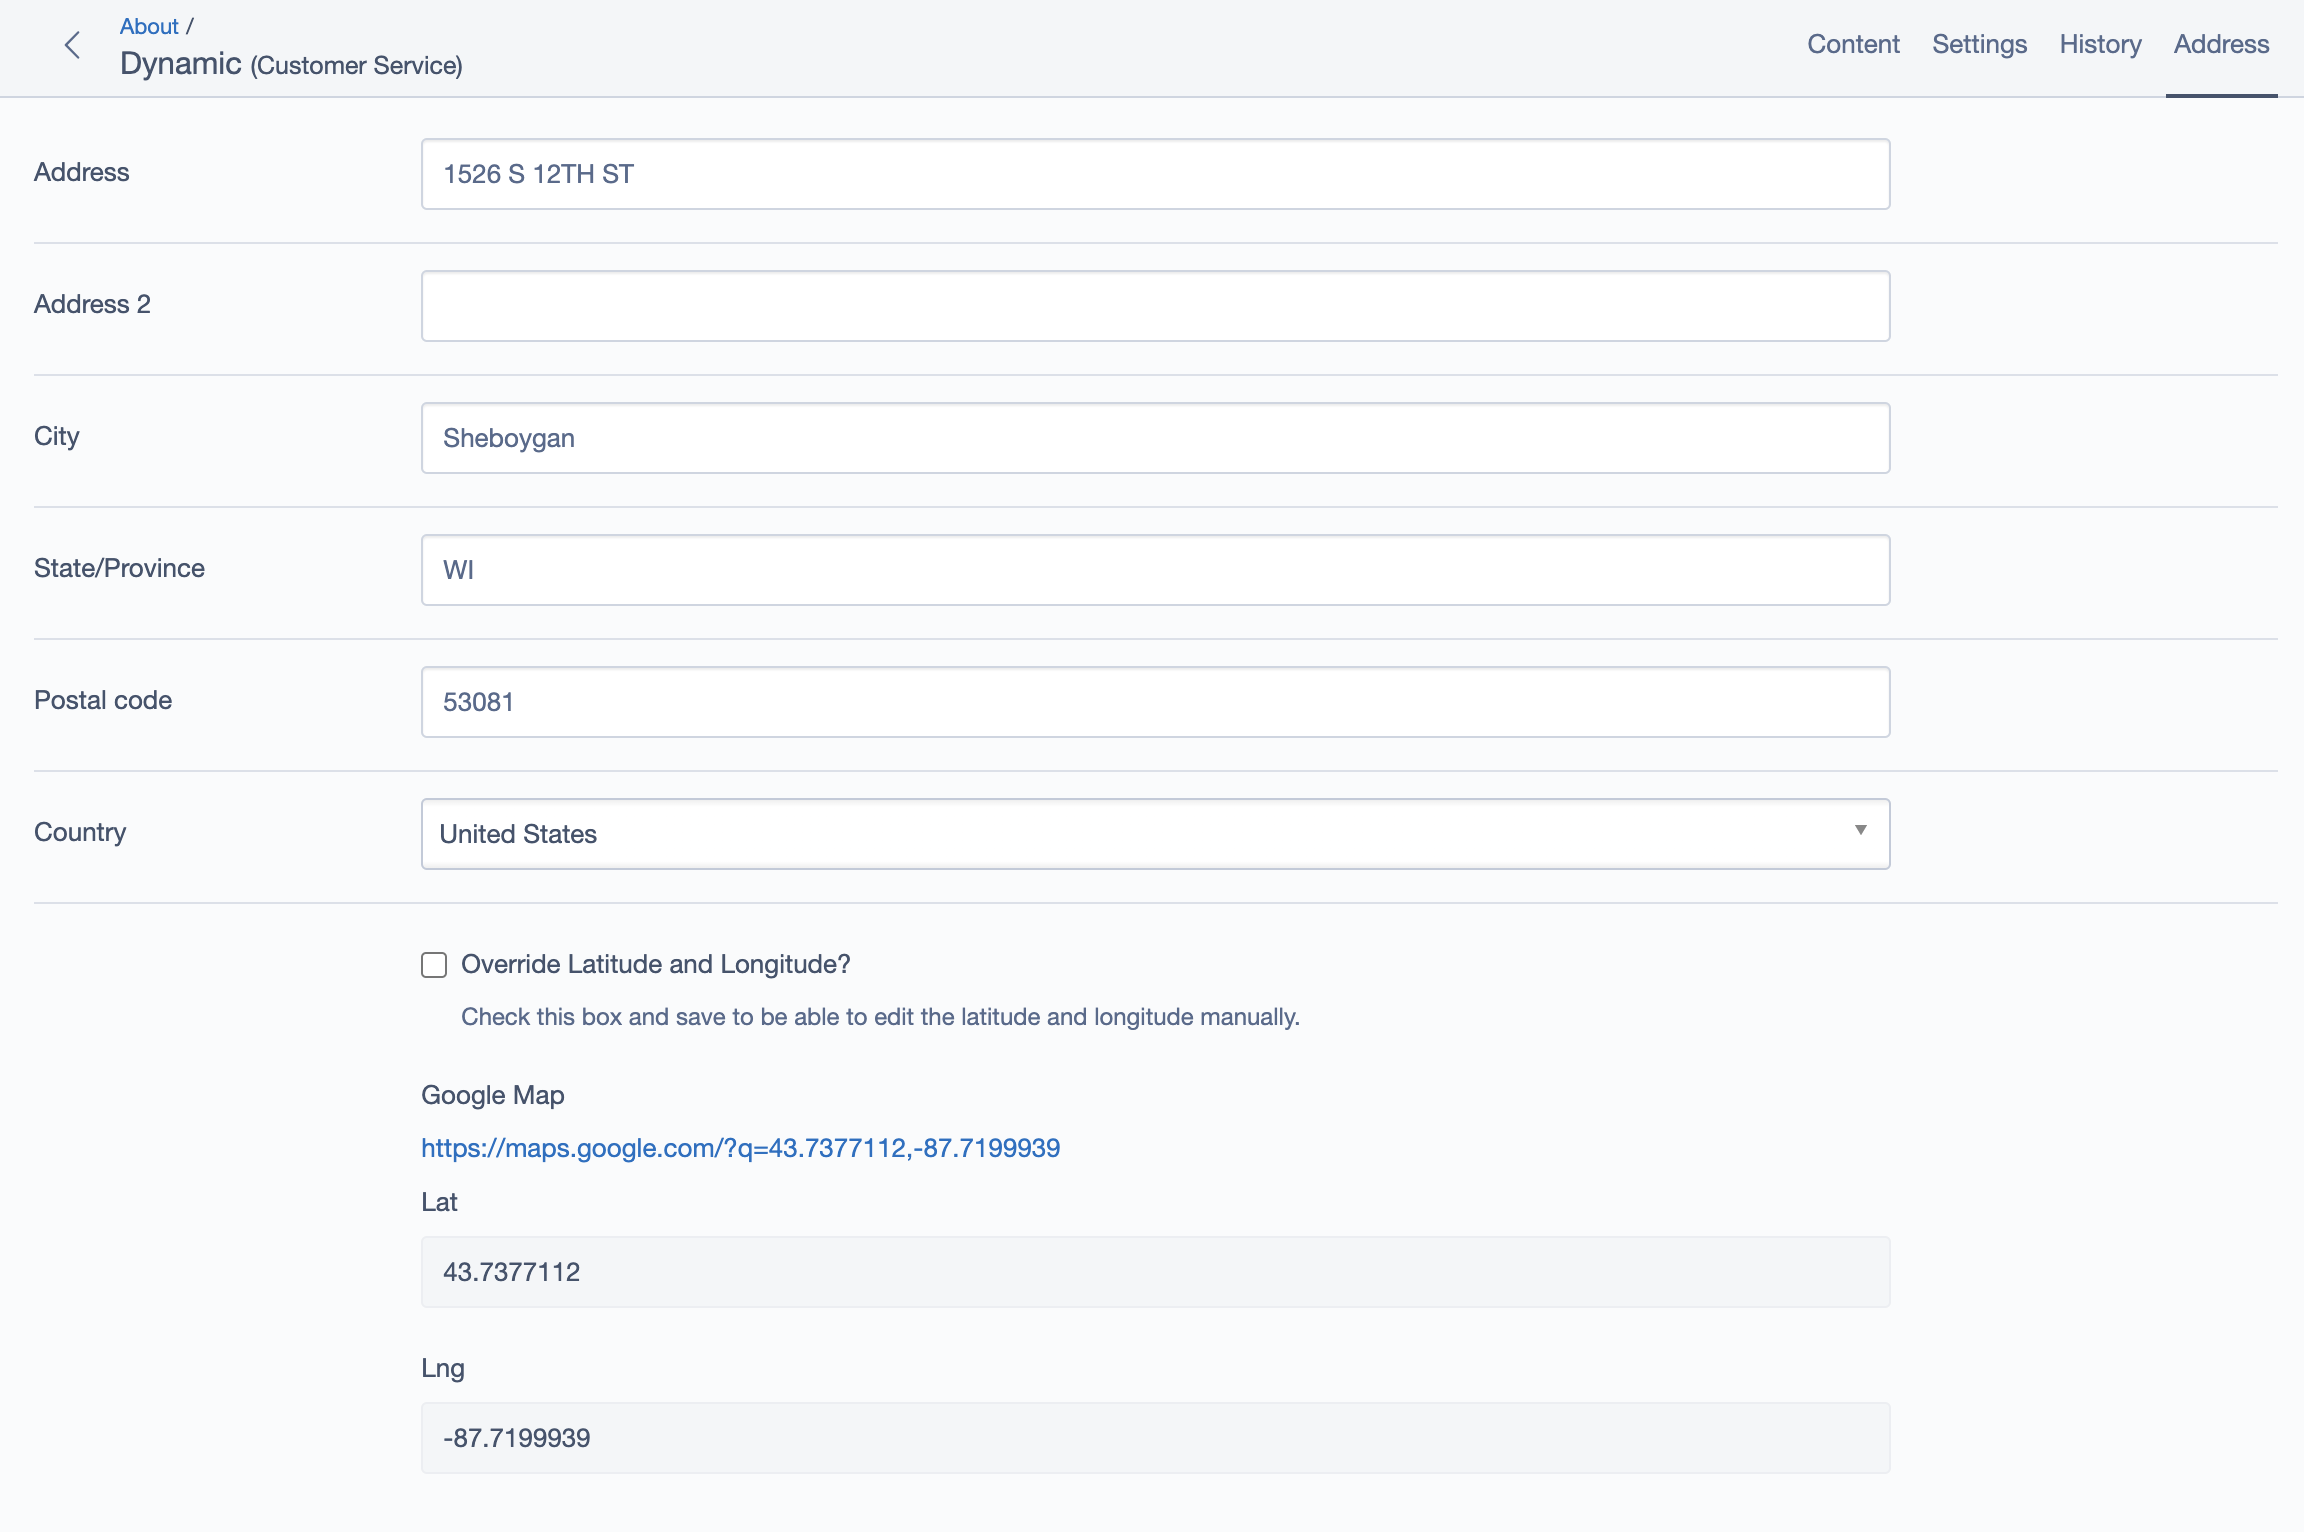 About /
Dynamic (Customer Service)
Content Settings History Address
Address
1526 S 12TH ST
Address 2
City
Sheboygan
State/Province
WI
Postal code
53081
Country
United States
Override Latitude and Longitude?
Check this box and save to be able to edit the latitude and longitude manually.
Google Map
https://maps.google.com/?q=43.7377112,-87.7199939
Lat
43.7377112
Lng
-87.7199939